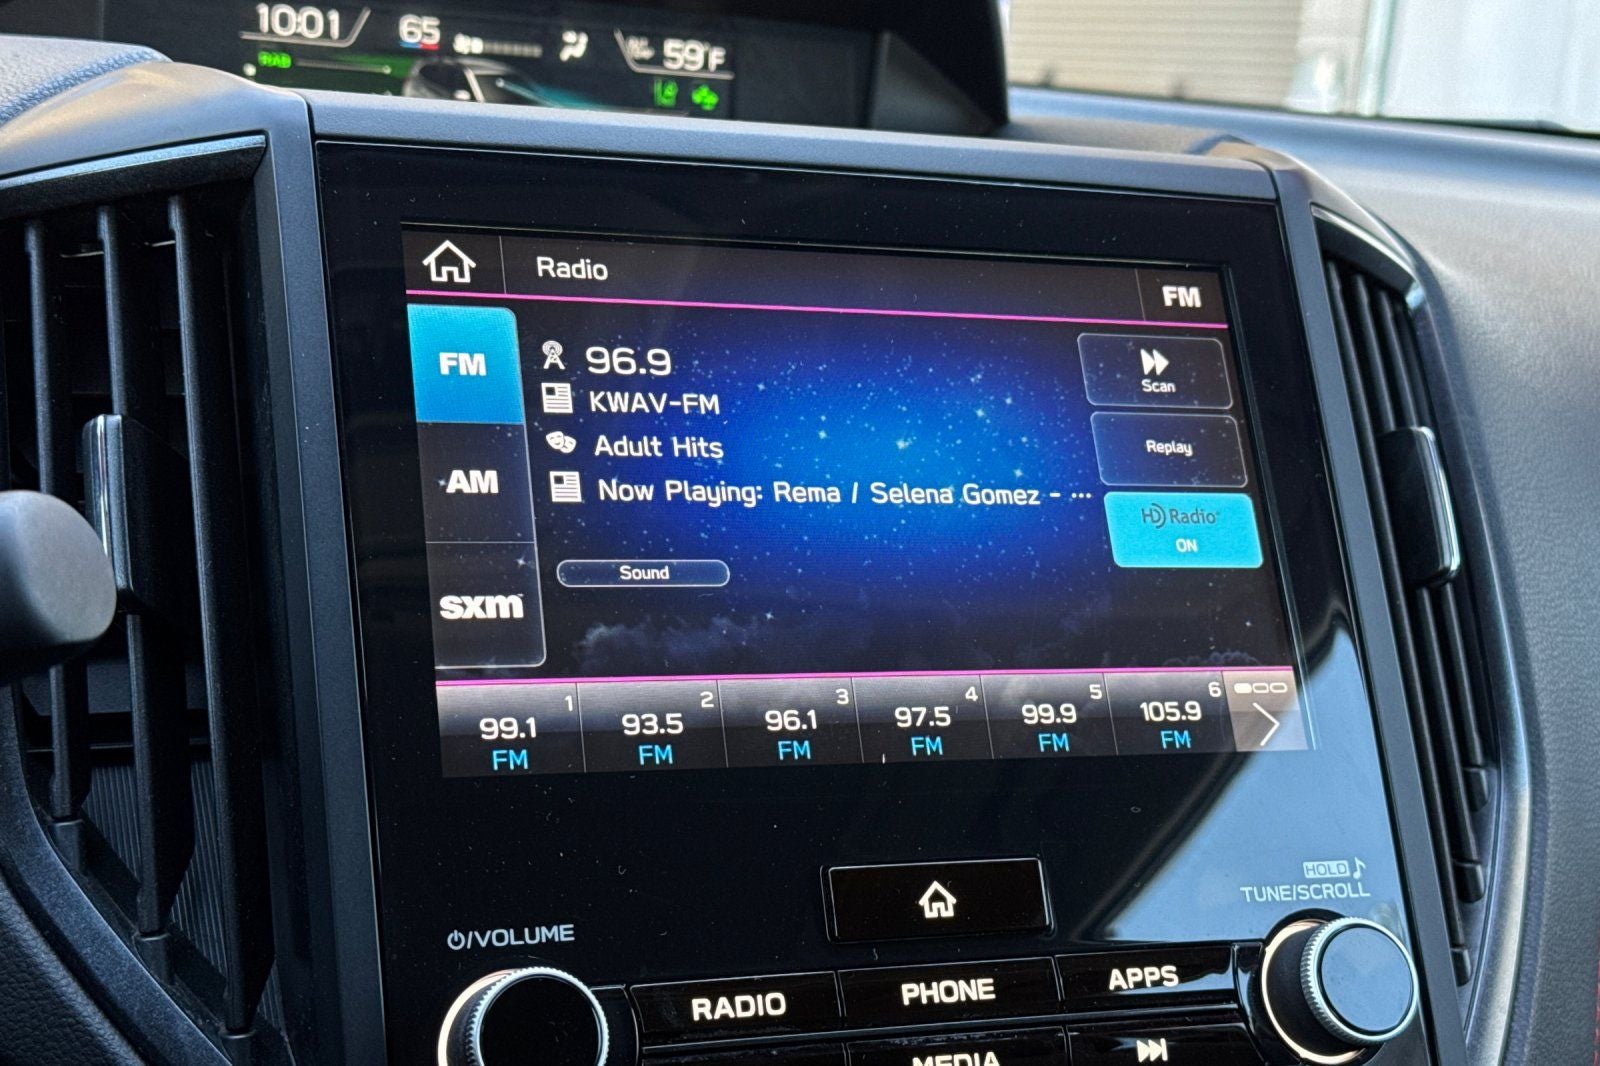 10:01
65
59°F
RAB
Radio
FM
FM
AM
sxm
96.9
KWAV-FM
Adult Hits
Now Playing: Rema / Selena Gomez - ...
Sound
Scan
Replay
HD Radio
ON
1
99.1
FM
2
93.5
FM
3
96.1
FM
4
97.5
FM
5
99.9
FM
6
105.9
FM
HOLD
TUNE/SCROLL
/VOLUME
RADIO
PHONE
APPS
MEDIA